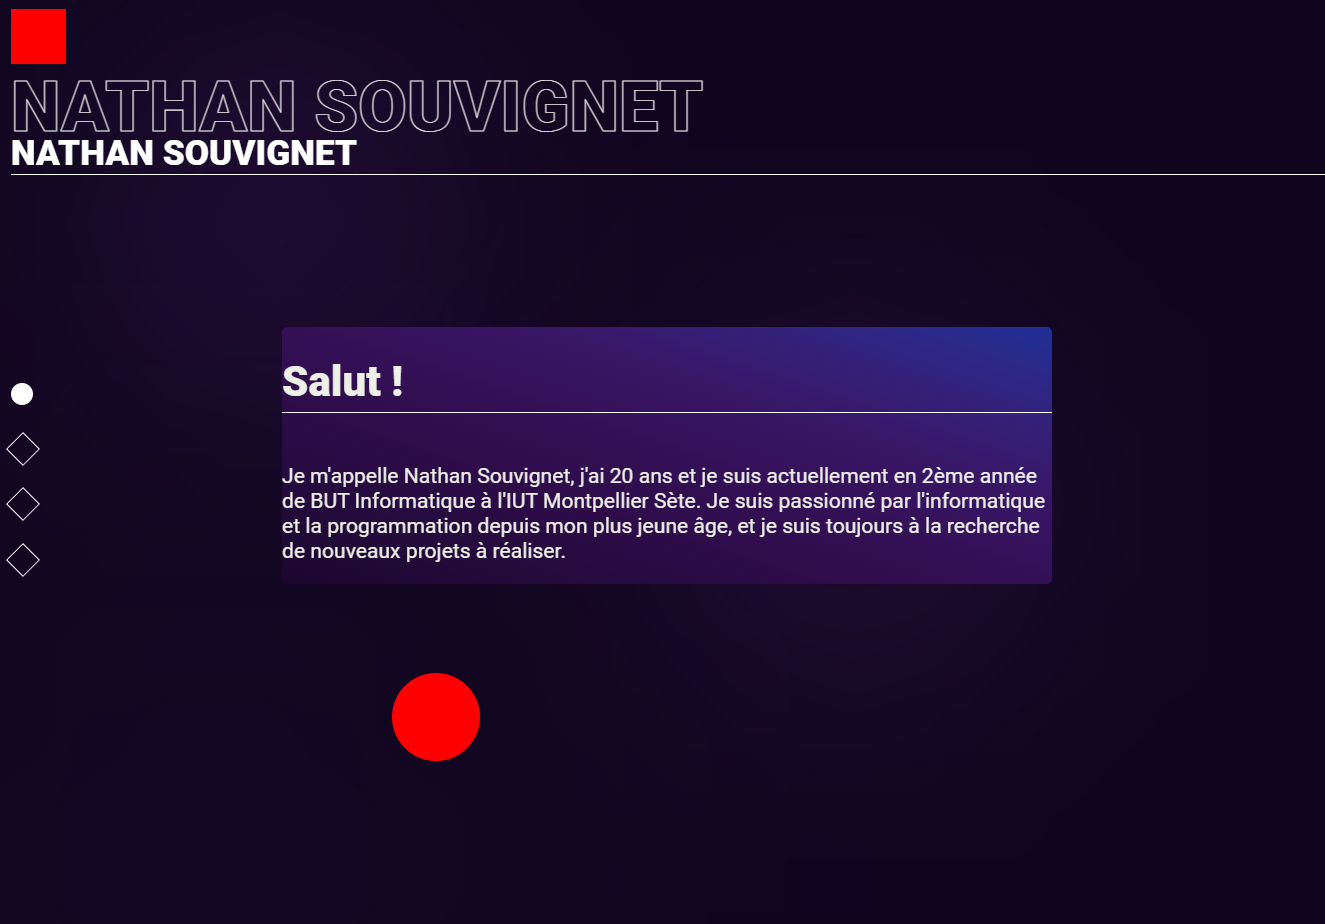 NATHAN SOUVIGNET
NATHAN SOUVIGNET
Salut !
Je m'appelle Nathan Souvignet, j'ai 20 ans et je suis actuellement en 2ème année
de BUT Informatique à l'IUT Montpellier Sète. Je suis passionné par l'informatique
et la programmation depuis mon plus jeune âge, et je suis toujours à la recherche
de nouveaux projets à réaliser.